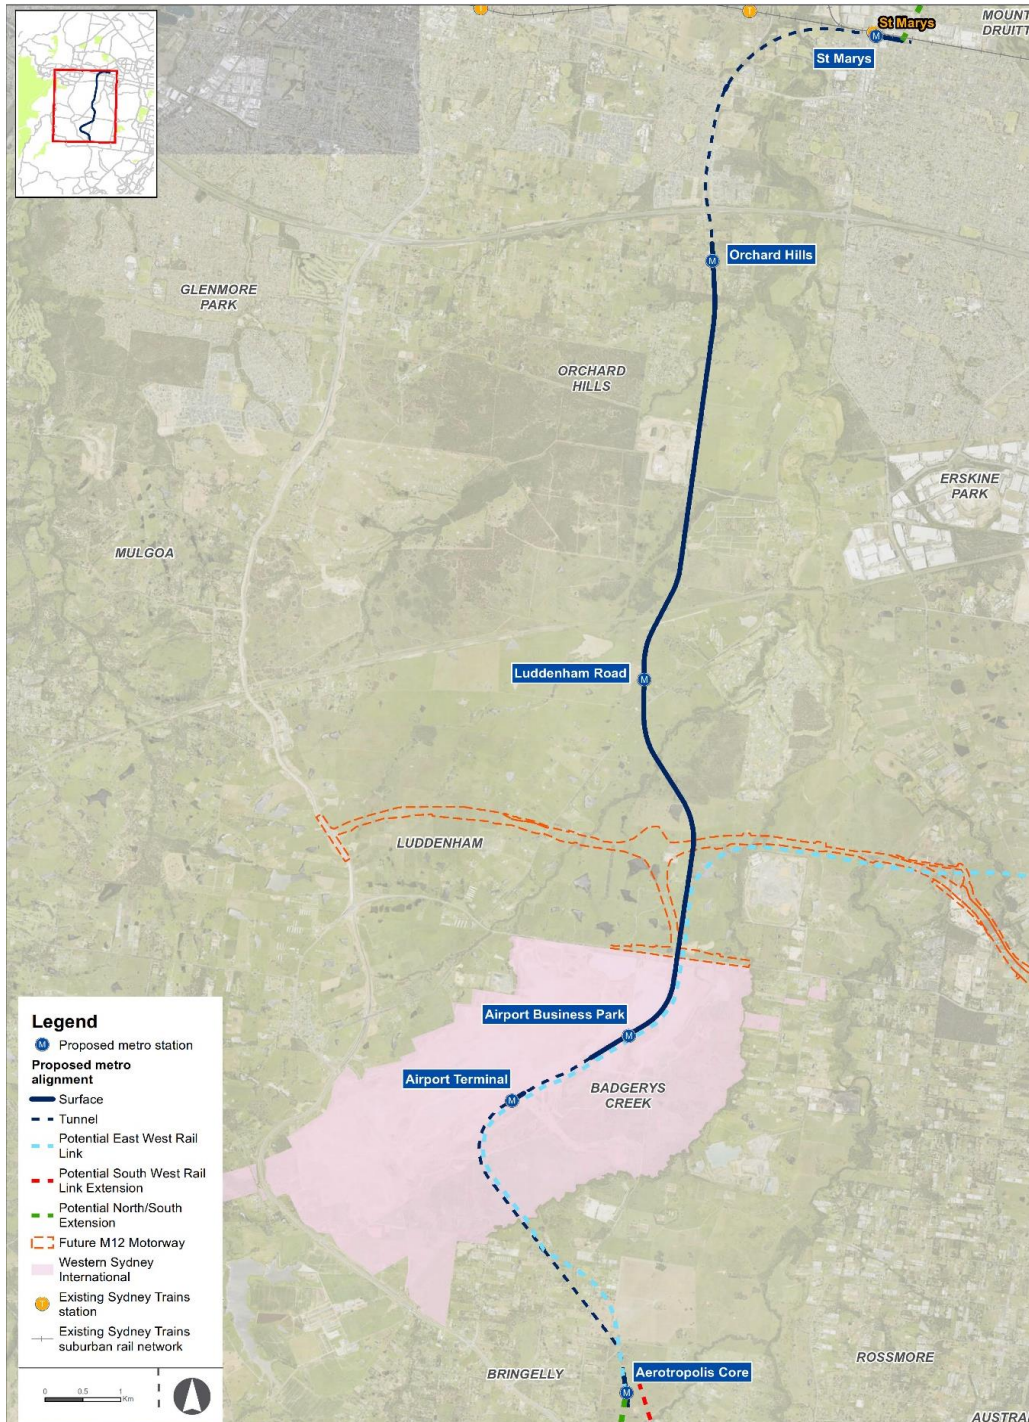 St Marys
MOUNT
DRUITT
St Marys
Orchard Hills
GLENMORE
PARK
ORCHARD
HILLS
ERSKINE
PARK
MULGOA
Luddenham Road
LUDDENHAM
Airport Business Park
Airport Terminal
BADGERYS
CREEK
Aerotropolis Core
BRINGELLY
ROSSMORE
AUSTRA
Legend
M Proposed metro station
Proposed metro
alignment
Surface
Tunnel
Potential East West Rail
Link
Potential South West Rail
Link Extension
Potential North/South
Extension
Future M12 Motorway
Western Sydney
International
T Existing Sydney Trains
station
Existing Sydney Trains
suburban rail network
0 0.5 1
Km